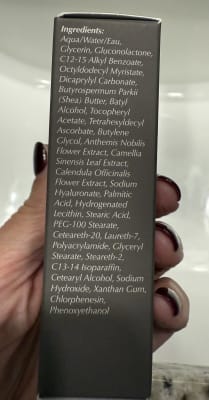 Ingredients:
Aqua/Water/Eau,
Glycerin, Gluconolactone,
C12-15 Alkyl Benzoate,
Octyldodecyl Myristate,
Dicaprylyl Carbonate,
Butyrospermum Parkii
(Shea) Butter, Batyl
Alcohol, Tocopheryl
Acetate, Tetrahexyldecyl
Ascorbate, Butylene
Glycol, Anthemis Nobilis
Flower Extract, Camellia
Sinensis Leaf Extract,
Calendula Officinalis
Flower Extract, Sodium
Hyaluronate, Palmitic
Acid, Hydrogenated
Lecithin, Stearic Acid,
PEG-100 Stearate,
Ceteareth-20, Laureth-7,
Polyacrylamide, Glyceryl
Stearate, Steareth-2,
C13-14 Isoparaffin,
Cetearyl Alcohol, Sodium
Hydroxide, Xanthan Gum,
Chlorphenesin,
Phenoxyethanol